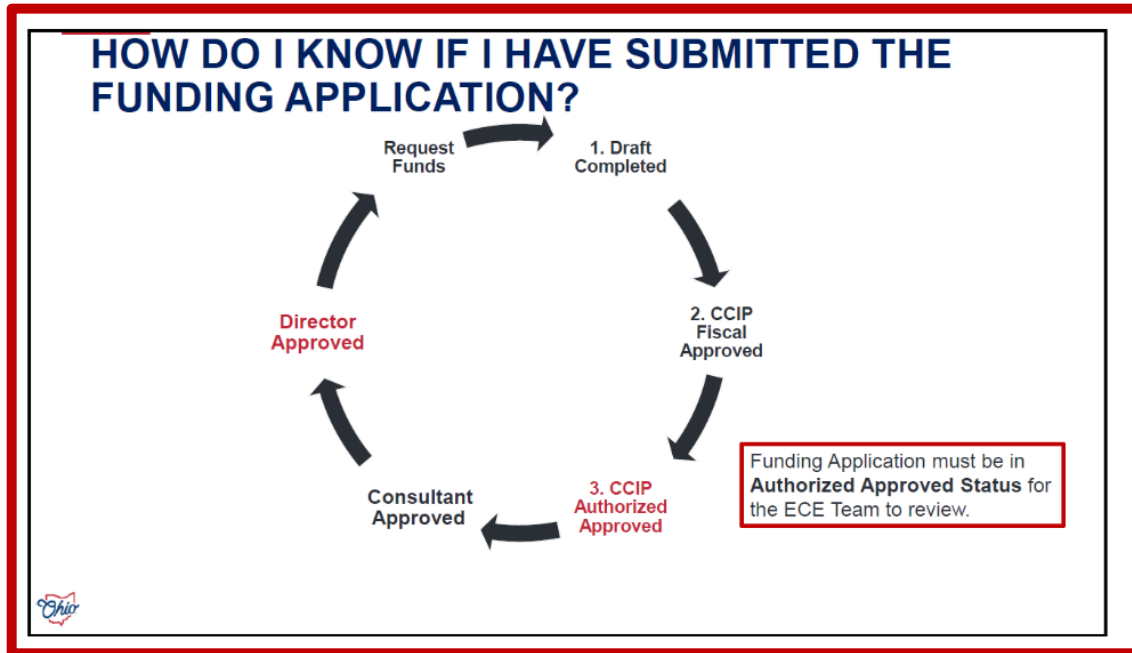 HOW DO I KNOW IF I HAVE SUBMITTED THE
FUNDING APPLICATION?
Request
Funds
1. Draft
Completed
Director
Approved
2. CCIP
Fiscal
Approved
Consultant
Approved
3. CCIP
Authorized
Approved
Funding Application must be in
Authorized Approved Status for
the ECE Team to review.
Ohio